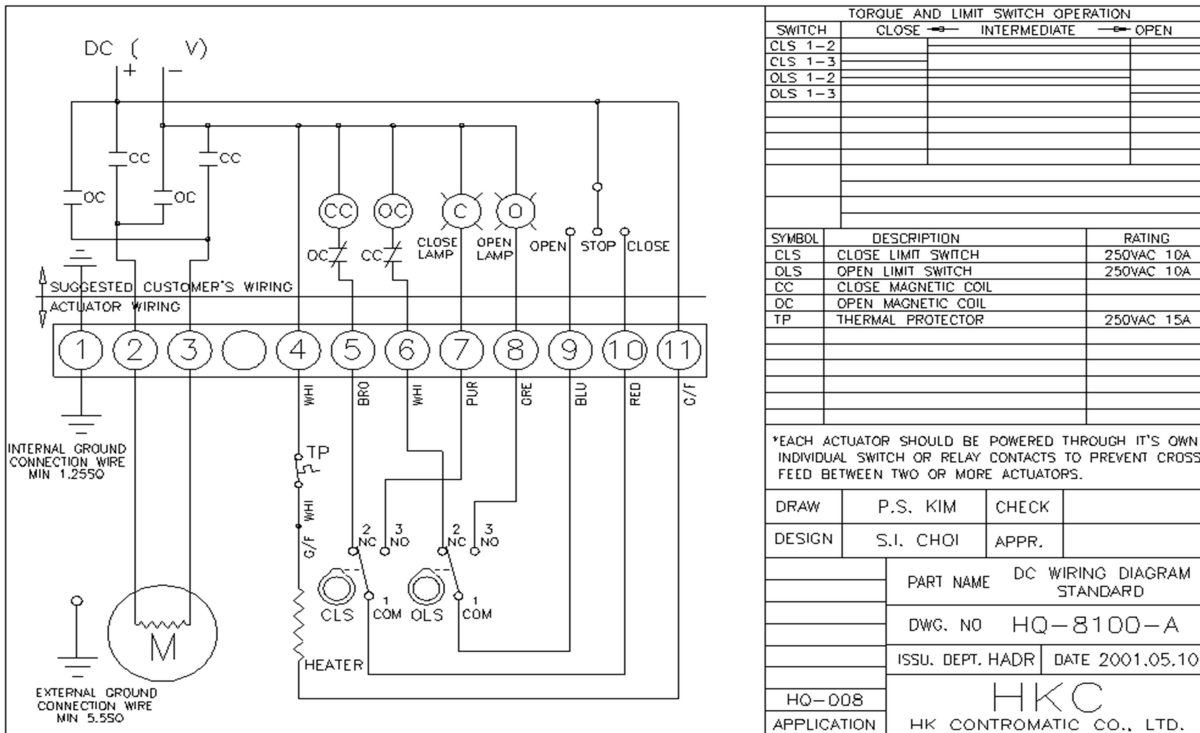 DC ( V)
+ −
CC CC
OC OC
CC OC C O
OC CC
CLOSE LAMP
OPEN LAMP
OPEN STOP CLOSE
SUGGESTED CUSTOMER'S WIRING
ACTUATOR WIRING
1 2 3 4 5 6 7 8 9 10 11
WHI BRO WHI PUR GRE BLU RED G/F
INTERNAL GROUND
CONNECTION WIRE
MIN 1.25SQ
TP
WHI
G/F
2 NC 3 NO 2 NC 3 NO
CLS 1 COM OLS 1 COM
M
HEATER
EXTERNAL GROUND
CONNECTION WIRE
MIN 5.5SQ
TORQUE AND LIMIT SWITCH OPERATION
SWITCH CLOSE INTERMEDIATE OPEN
CLS 1-2
CLS 1-3
OLS 1-2
OLS 1-3
SYMBOL DESCRIPTION RATING
CLS CLOSE LIMIT SWITCH 250VAC 10A
OLS OPEN LIMIT SWITCH 250VAC 10A
CC CLOSE MAGNETIC COIL
OC OPEN MAGNETIC COIL
TP THERMAL PROTECTOR 250VAC 15A
*EACH ACTUATOR SHOULD BE POWERED THROUGH IT'S OWN
INDIVIDUAL SWITCH OR RELAY CONTACTS TO PREVENT CROSS
FEED BETWEEN TWO OR MORE ACTUATORS.
DRAW P.S. KIM CHECK
DESIGN S.I. CHOI APPR.
PART NAME DC WIRING DIAGRAM
STANDARD
DWG. NO HQ-8100-A
ISSU. DEPT. HADR DATE 2001.05.10
HQ-008
APPLICATION
HKC
HK CONTROMATIC CO., LTD.